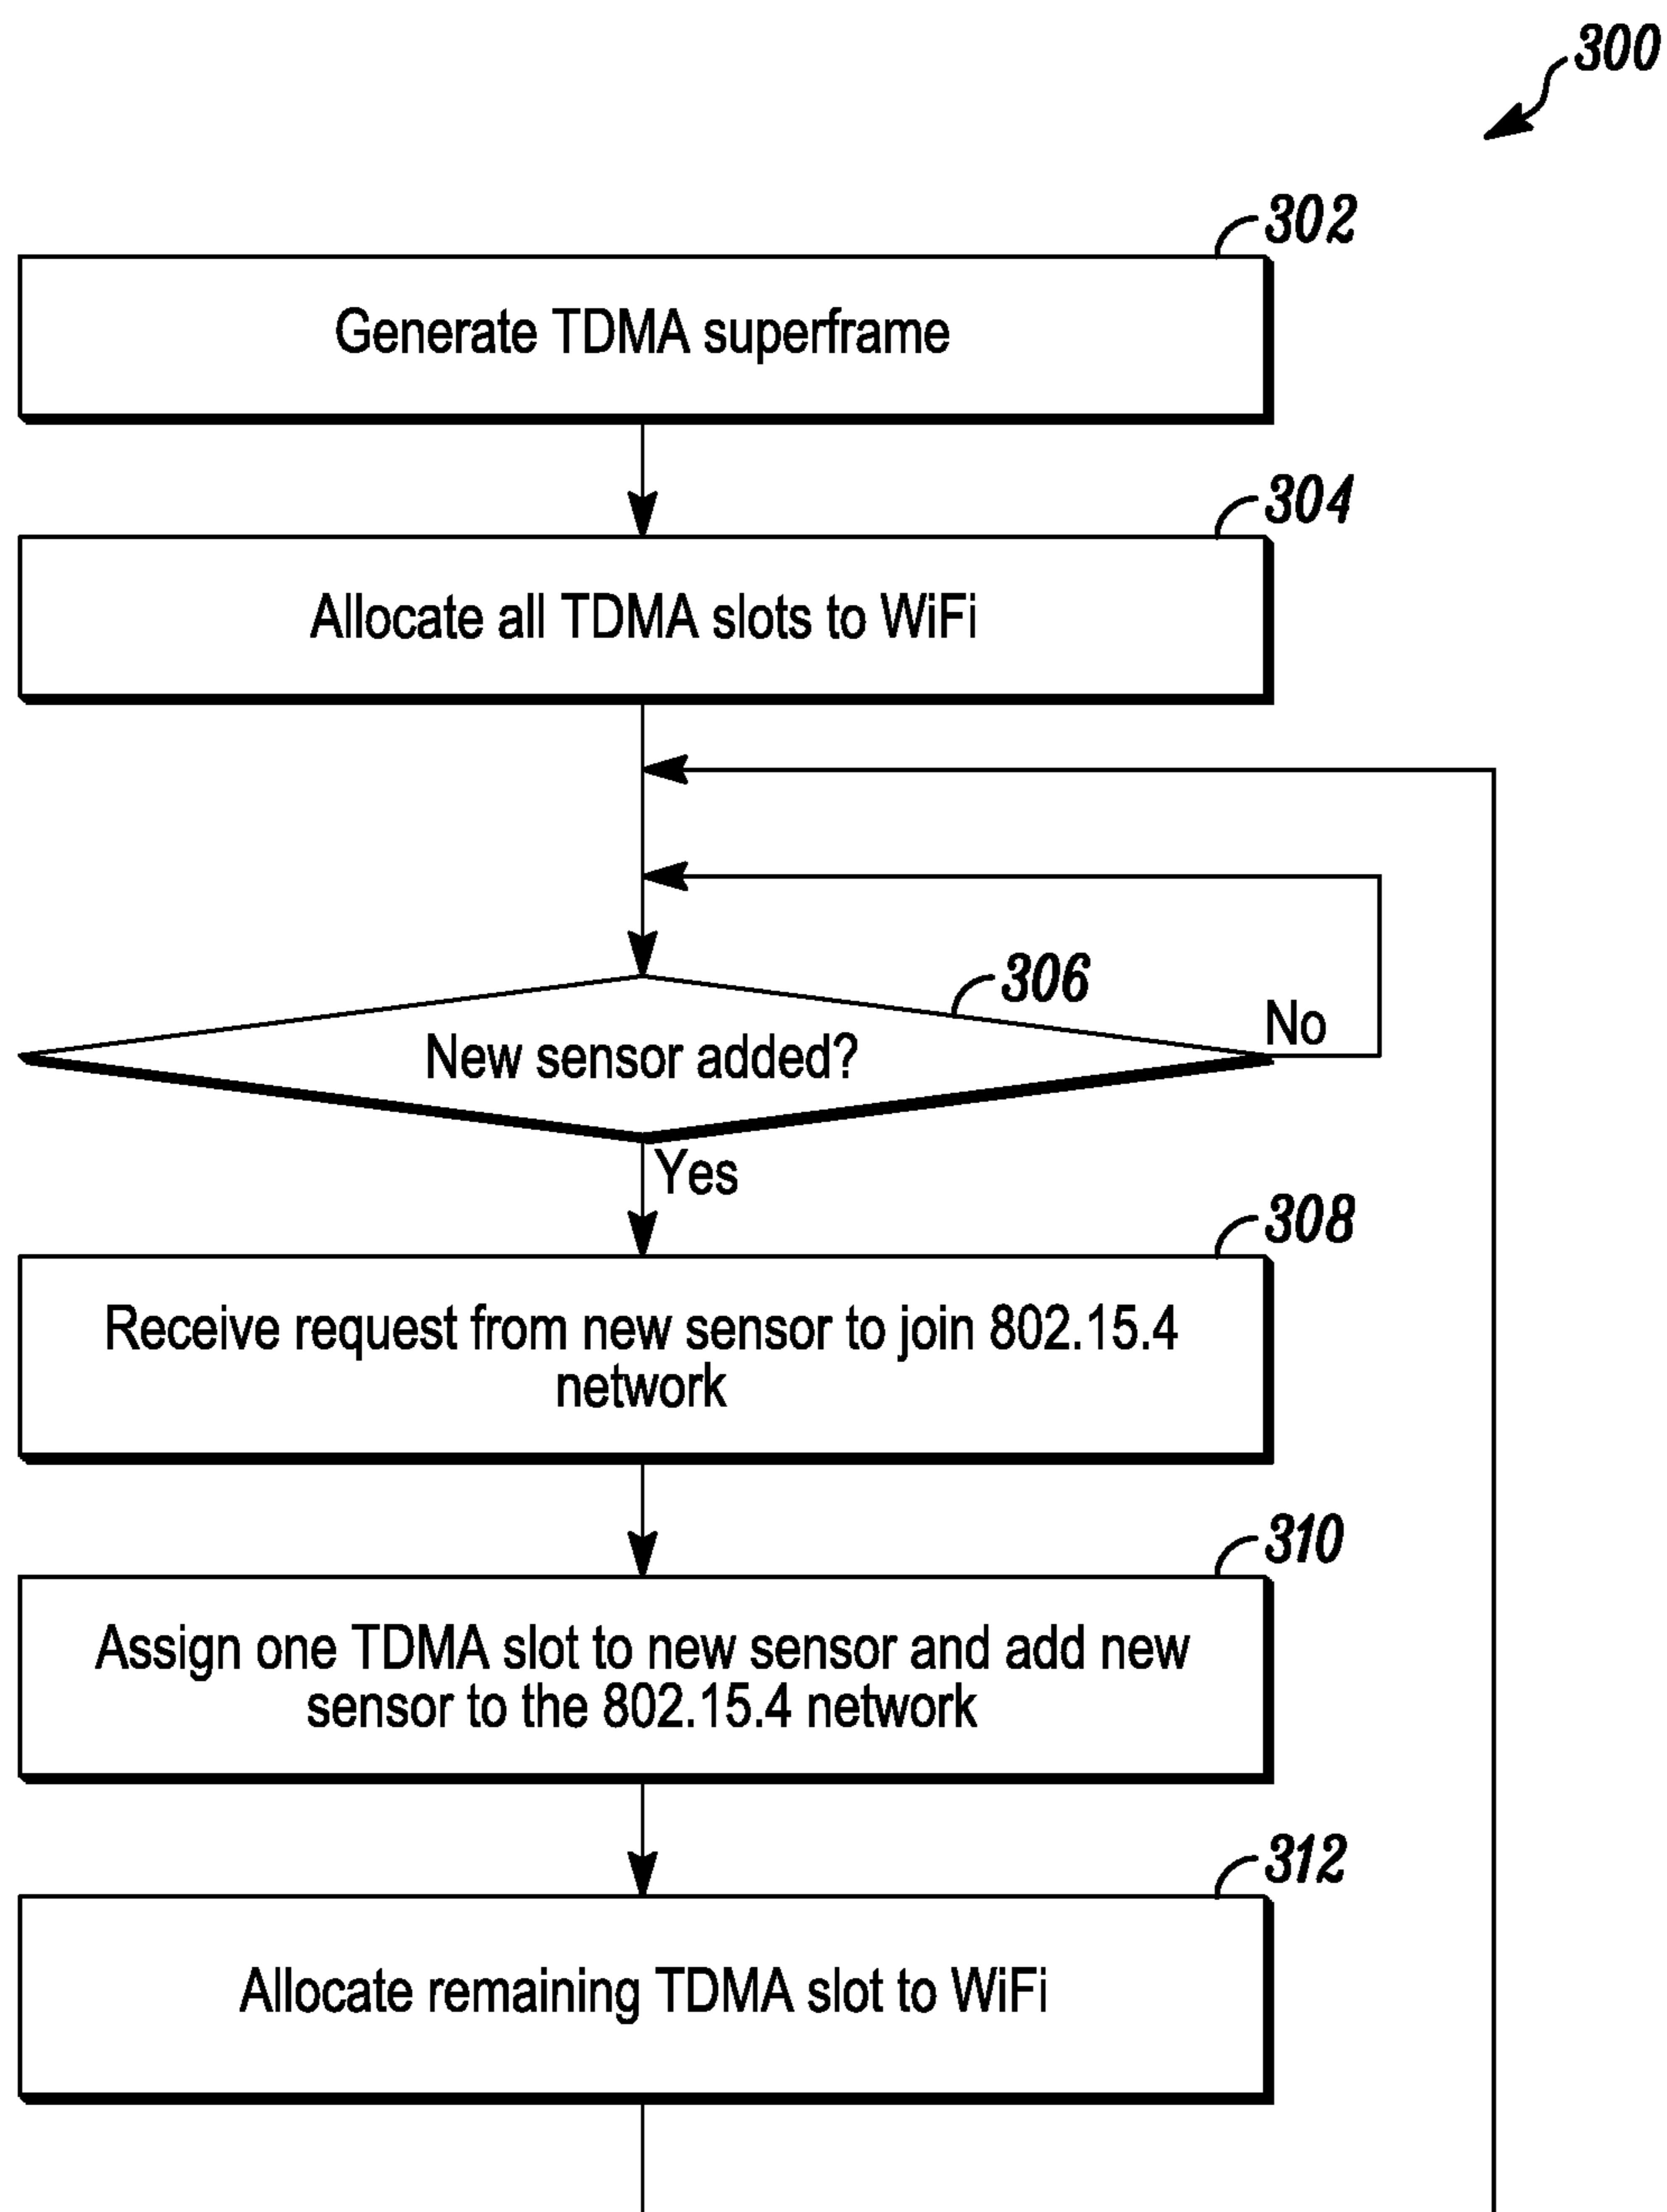 300
302
Generate TDMA superframe
304
Allocate all TDMA slots to WiFi
306
New sensor added?
No
Yes
308
Receive request from new sensor to join 802.15.4
network
310
Assign one TDMA slot to new sensor and add new
sensor to the 802.15.4 network
312
Allocate remaining TDMA slot to WiFi